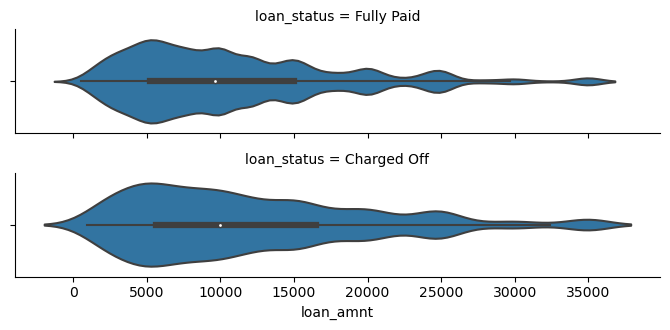 loan_status = Fully Paid
loan_status = Charged Off
0 5000 10000 15000 20000 25000 30000 35000
loan_amnt